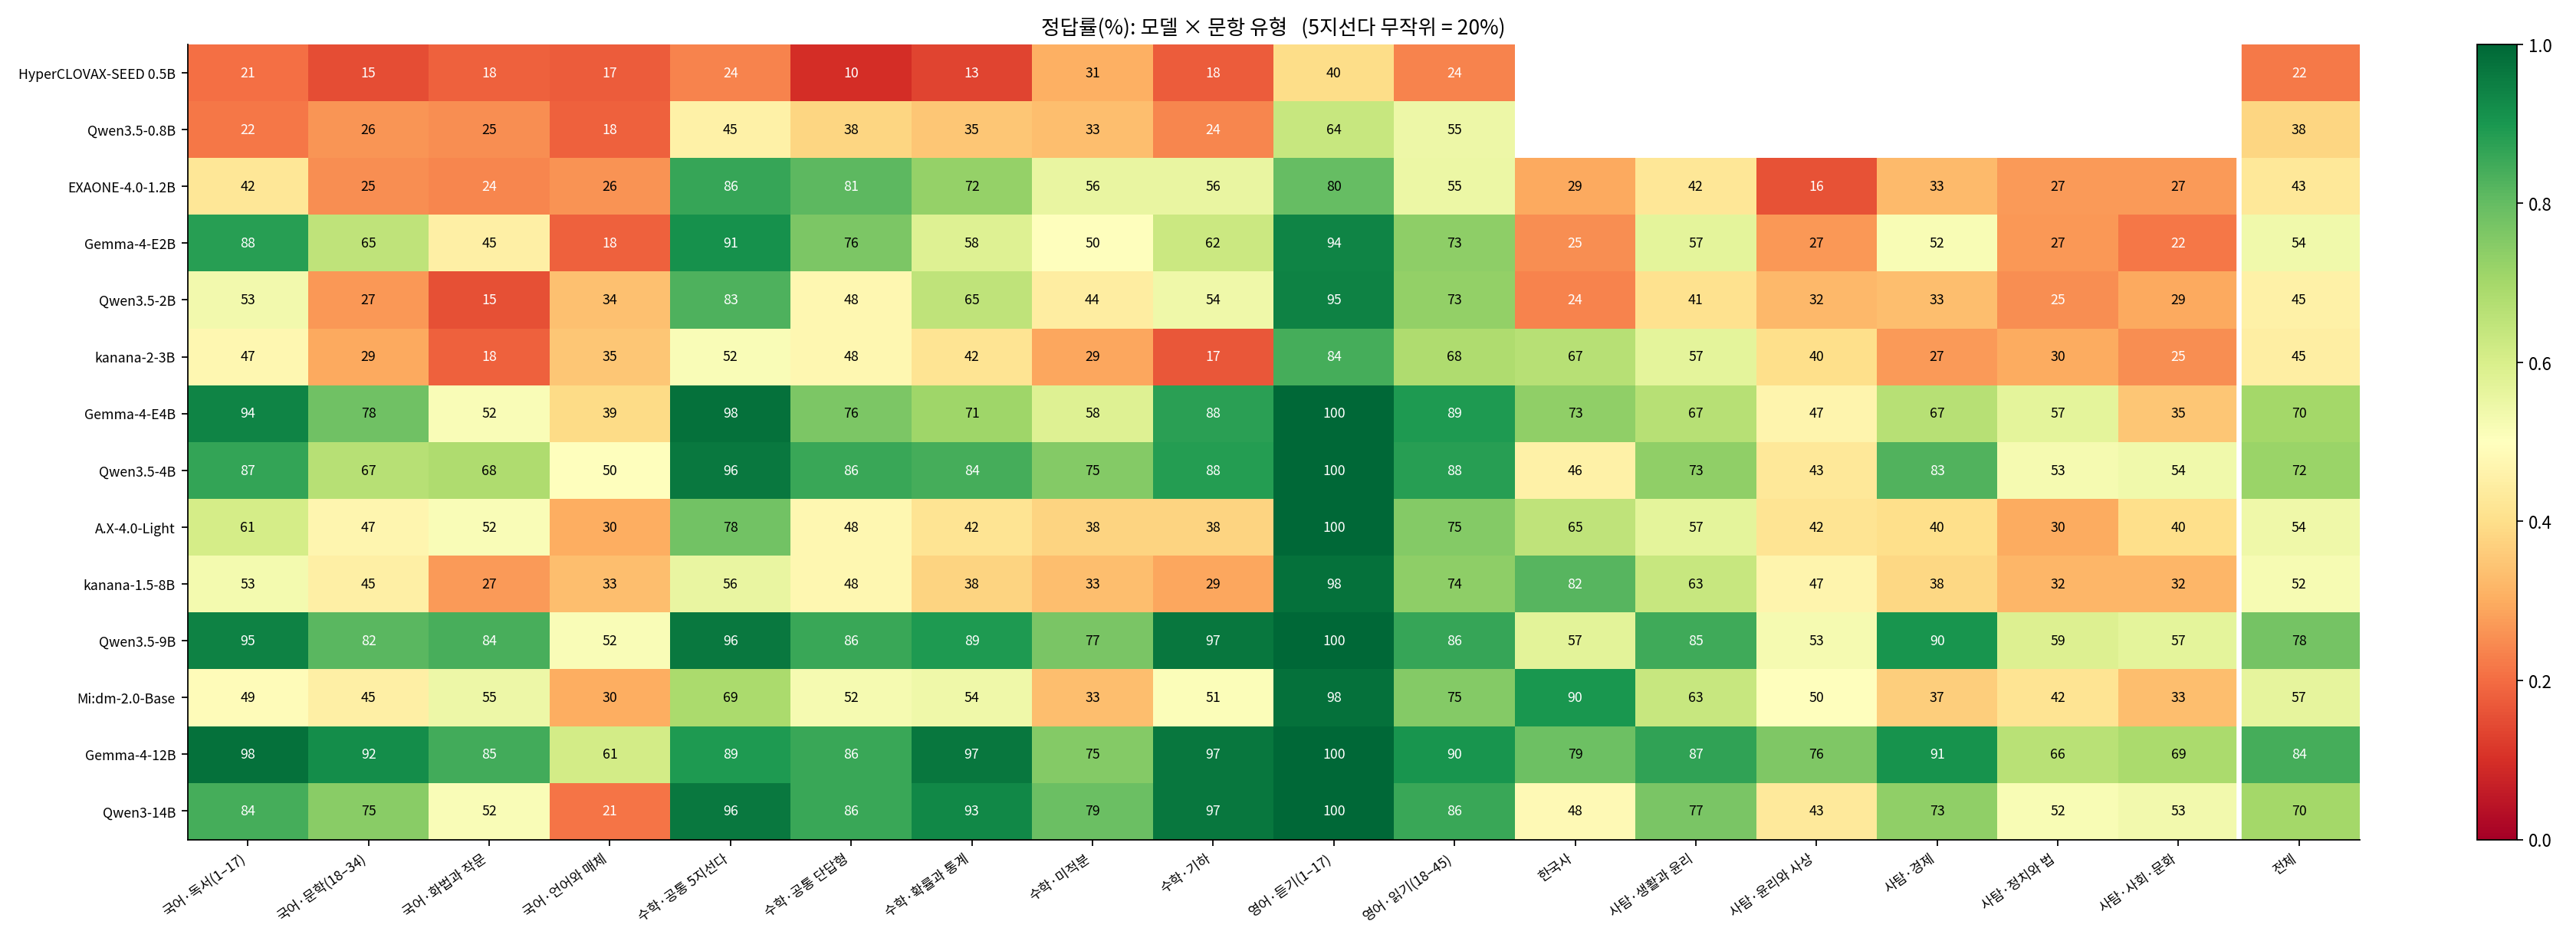 정답률(%): 모델 × 문항 유형 (5지선다 무작위 = 20%)
HyperCLOVAX-SEED 0.5B 21 15 18 17 24 10 13 31 18 40 24 22
Qwen3.5-0.8B 22 26 25 18 45 38 35 33 24 64 55 38
EXAONE-4.0-1.2B 42 25 24 26 86 81 72 56 56 80 55 29 42 16 33 27 27 43
Gemma-4-E2B 88 65 45 18 91 76 58 50 62 94 73 25 57 27 52 27 22 54
Qwen3.5-2B 53 27 15 34 83 48 65 44 54 95 73 24 41 32 33 25 29 45
kanana-2-3B 47 29 18 35 52 48 42 29 17 84 68 67 57 40 27 30 25 45
Gemma-4-E4B 94 78 52 39 98 76 71 58 88 100 89 73 67 47 67 57 35 70
Qwen3.5-4B 87 67 68 50 96 86 84 75 88 100 88 46 73 43 83 53 54 72
A.X-4.0-Light 61 47 52 30 78 48 42 38 38 100 75 65 57 42 40 30 40 54
kanana-1.5-8B 53 45 27 33 56 48 38 33 29 98 74 82 63 47 38 32 32 52
Qwen3.5-9B 95 82 84 52 96 86 89 77 97 100 86 57 85 53 90 59 57 78
Mi:dm-2.0-Base 49 45 55 30 69 52 54 33 51 98 75 90 63 50 37 42 33 57
Gemma-4-12B 98 92 85 61 89 86 97 75 97 100 90 79 87 76 91 66 69 84
Qwen3-14B 84 75 52 21 96 86 93 79 97 100 86 48 77 43 73 52 53 70
국어·독서(1–17)
국어·문학(18–34)
국어·화법과 작문
국어·언어와 매체
수학·공통 5지선다
수학·공통 단답형
수학·확률과 통계
수학·미적분
수학·기하
영어·듣기(1–17)
영어·읽기(18–45)
한국사
사탐·생활과 윤리
사탐·윤리와 사상
사탐·경제
사탐·정치와 법
사탐·사회·문화
전체
1.0
0.8
0.6
0.4
0.2
0.0